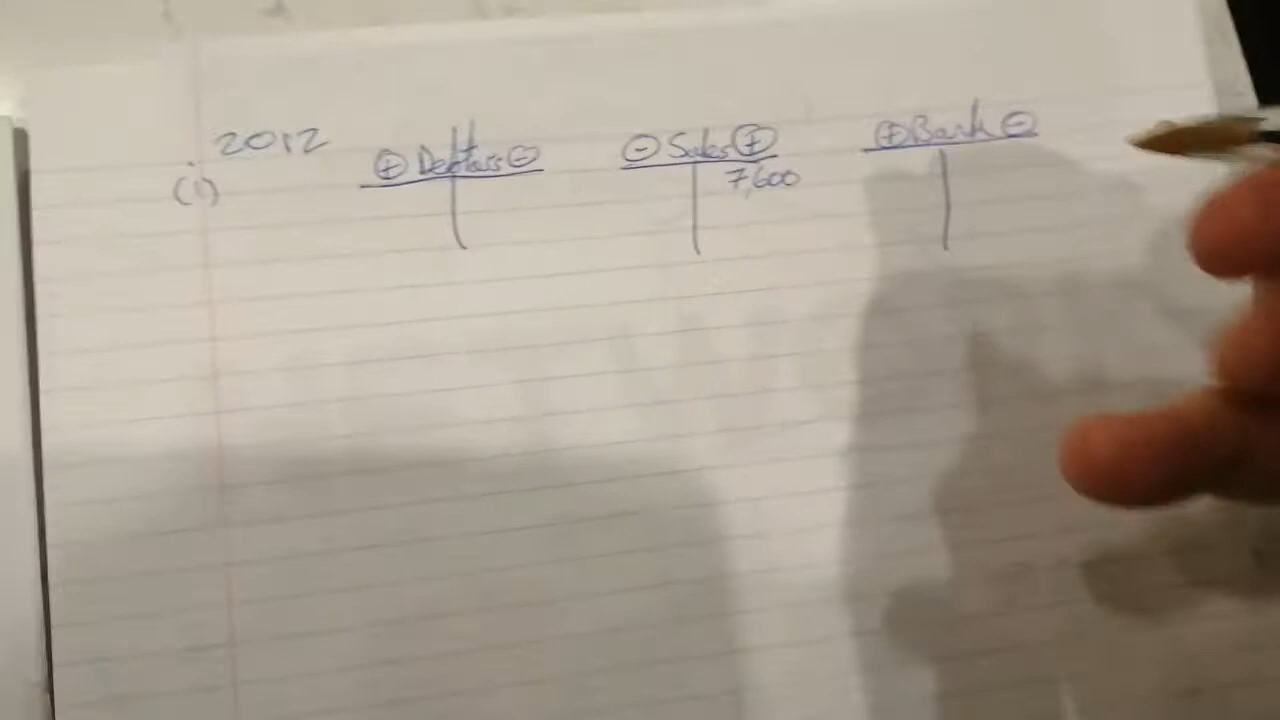 2012
(i) + Debtors - - Sales + + Bank -
7,600